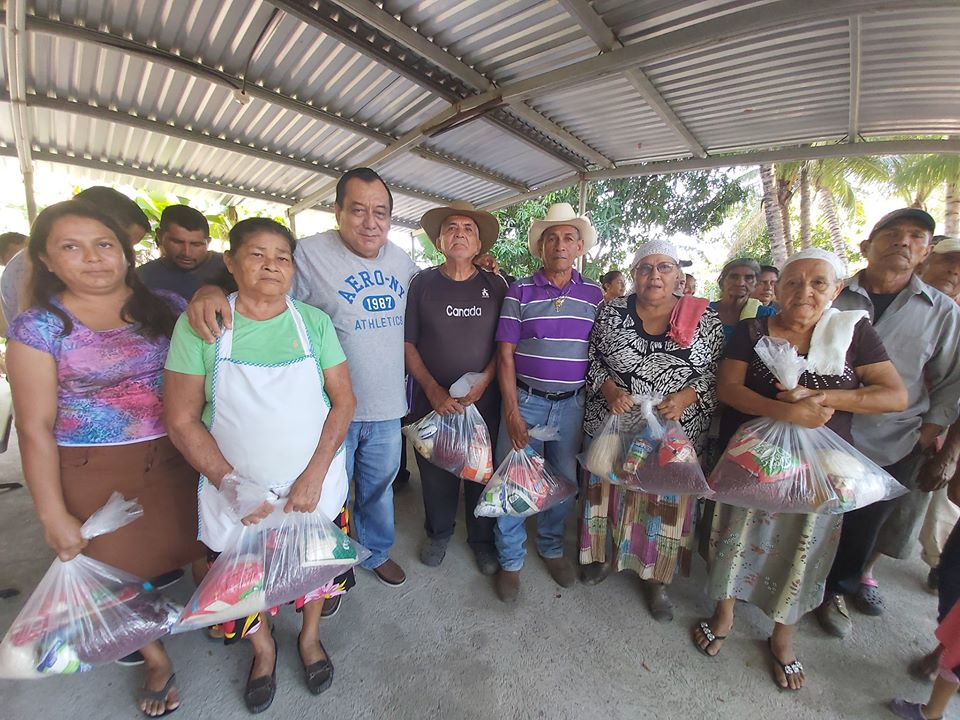 AERO-NY
1987
ATHLETICS
Canada